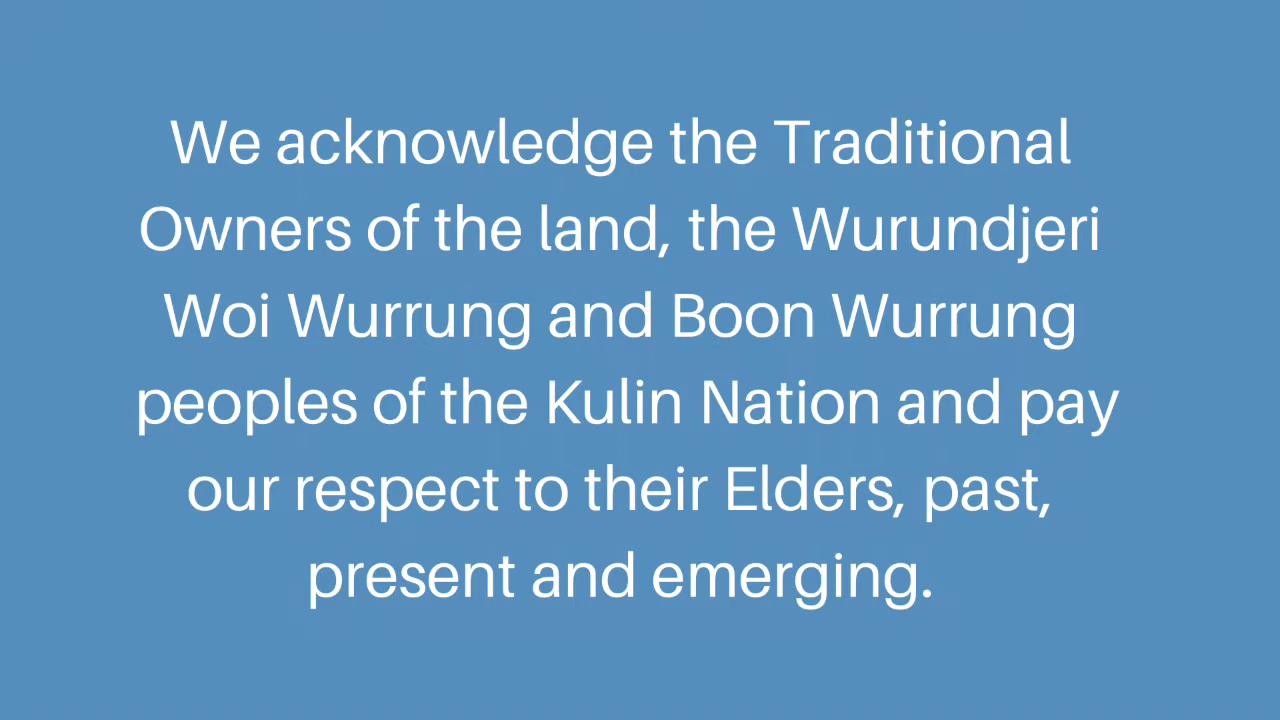 We acknowledge the Traditional
Owners of the land, the Wurundjeri
Woi Wurrung and Boon Wurrung
peoples of the Kulin Nation and pay
our respect to their Elders, past,
present and emerging.